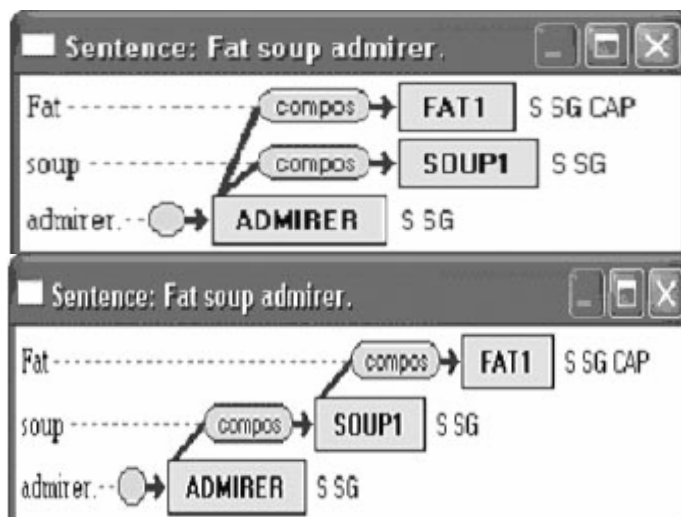 Sentence: Fat soup admirer.
Fat compos FAT1 S SG CAP
soup compos SOUP1 S SG
admirer. ADMIRER S SG
Sentence: Fat soup admirer.
Fat compos FAT1 S SG CAP
soup compos SOUP1 S SG
admirer. ADMIRER S SG